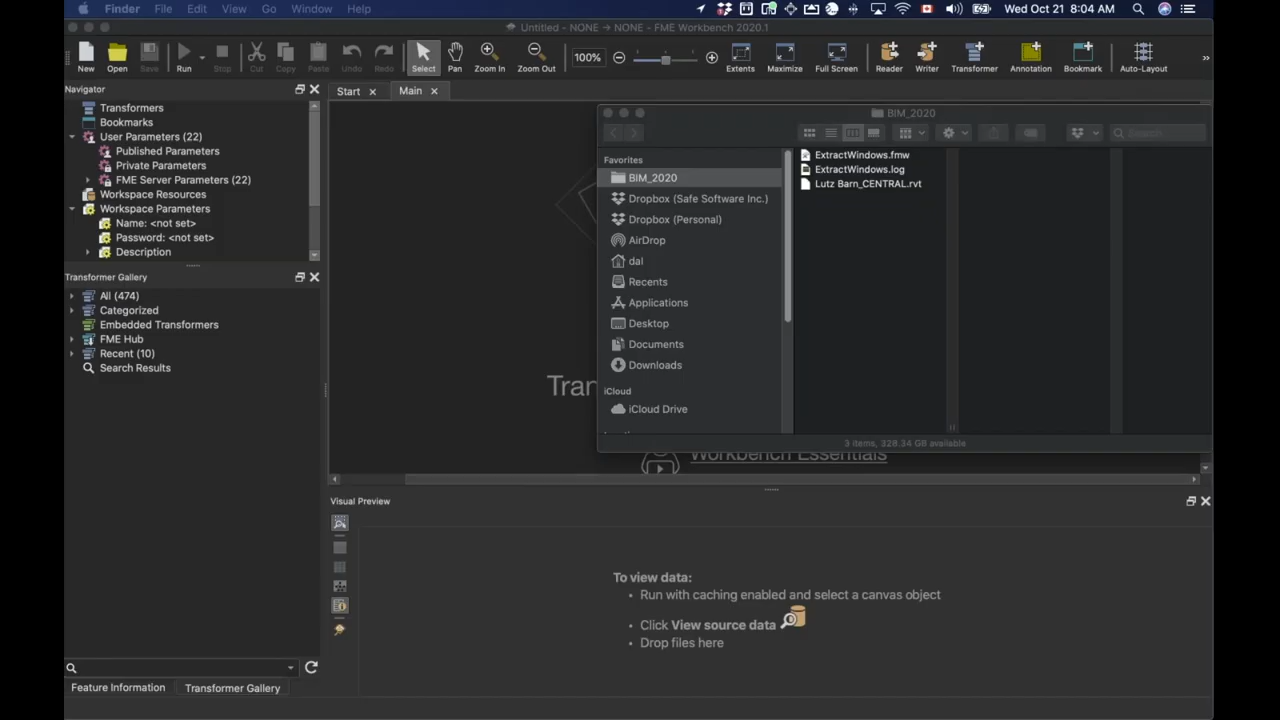 Finder File Edit View Go Window Help Wed Oct 21 8:04 AM
Untitled - NONE → NONE - FME Workbench 2020.1
New Open Save Run Stop Cut Copy Paste Undo Redo Select Pan Zoom In Zoom Out 100% Extents Maximize Full Screen Reader Writer Transformer Annotation Bookmark Auto-Layout
Navigator
Transformers
Bookmarks
User Parameters (22)
Published Parameters
Private Parameters
FME Server Parameters (22)
Workspace Resources
Workspace Parameters
Name: <not set>
Password: <not set>
Description
Transformer Gallery
All (474)
Categorized
Embedded Transformers
FME Hub
Recent (10)
Search Results
Feature Information Transformer Gallery
Start Main
Tran
Workbench Essentials
BIM_2020
Search
Favorites
BIM_2020
Dropbox (Safe Software Inc.)
Dropbox (Personal)
AirDrop
dal
Recents
Applications
Desktop
Documents
Downloads
iCloud
iCloud Drive
ExtractWindows.fmw
ExtractWindows.log
Lutz Barn_CENTRAL.rvt
3 items, 328.34 GB available
Visual Preview
To view data:
• Run with caching enabled and select a canvas object
• Click View source data
• Drop files here